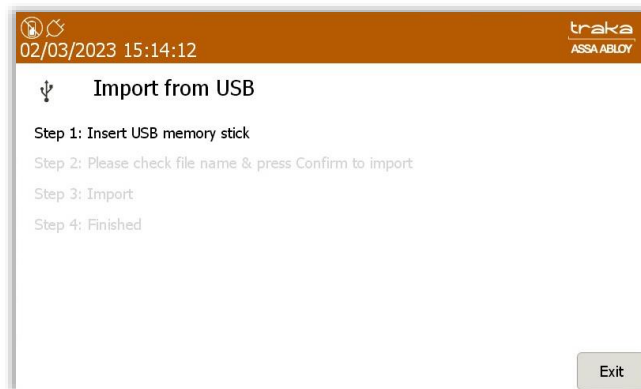 traka
02/03/2023 15:14:12
ASSA ABLOY
Import from USB
Step 1: Insert USB memory stick
Step 2: Please check file name & press Confirm to import
Step 3: Import
Step 4: Finished
Exit